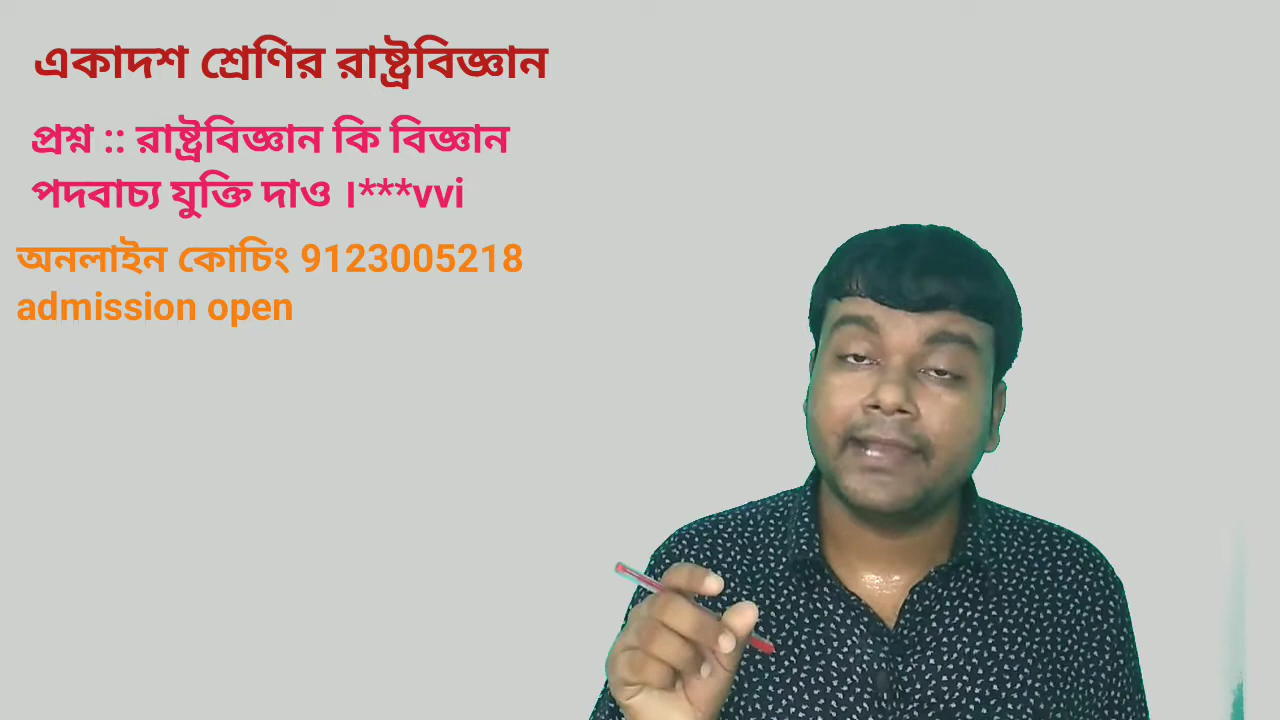 একাদশ শ্রেণির রাষ্ট্রবিজ্ঞান
প্রশ্ন :: রাষ্ট্রবিজ্ঞান কি বিজ্ঞান
পদবাচ্য যুক্তি দাও ।***vvi
অনলাইন কোচিং 9123005218
admission open